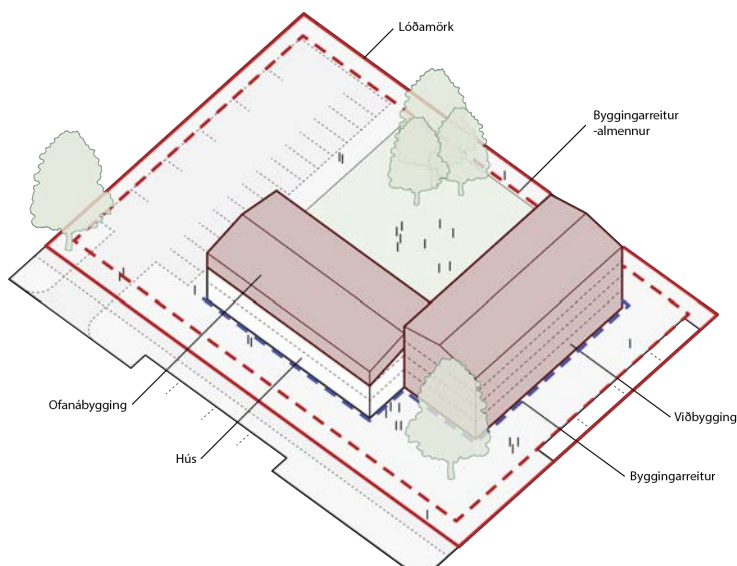 Lóðamörk
Byggingarreitur
-almennur
Ofanábygging
Hús
Viðbygging
Byggingarreitur